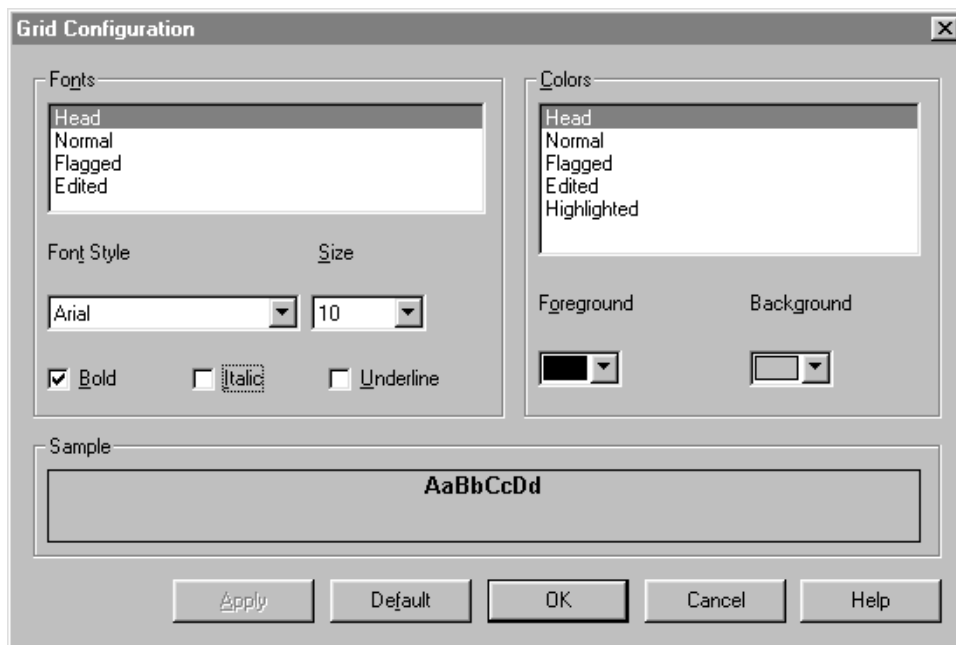 Grid Configuration
Fonts
Head
Normal
Flagged
Edited
Font Style Size
Arial 10
Bold Italic Underline
Colors
Head
Normal
Flagged
Edited
Highlighted
Foreground Background
Sample
AaBbCcDd
Apply Default OK Cancel Help